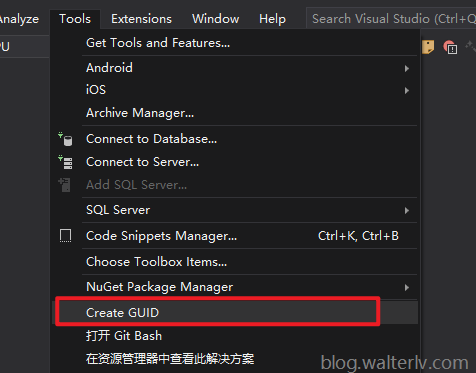 Analyze Tools Extensions Window Help Search Visual Studio (Ctrl+Q
PU
Get Tools and Features...
Android
iOS
Archive Manager...
Connect to Database...
Connect to Server...
Add SQL Server...
SQL Server
Code Snippets Manager... Ctrl+K, Ctrl+B
Choose Toolbox Items...
NuGet Package Manager
Create GUID
打开 Git Bash
在资源管理器中查看此解决方案
blog.walterlv.com